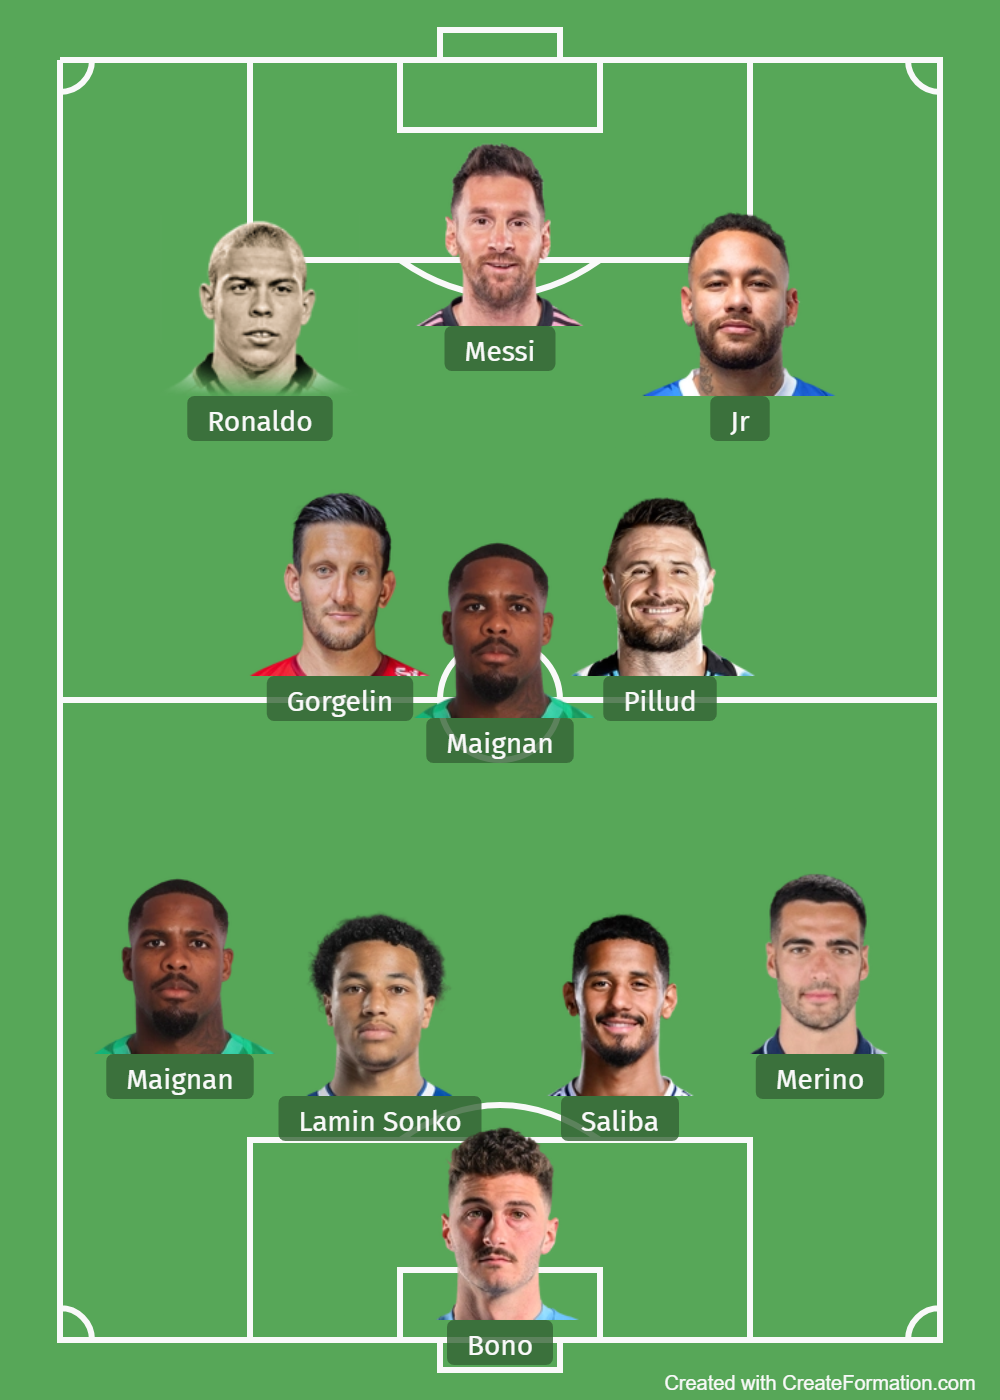 Messi
Ronaldo
Jr
Gorgelin
Pillud
Maignan
Maignan
Merino
Lamin Sonko
Saliba
Bono
Created with CreateFormation.com